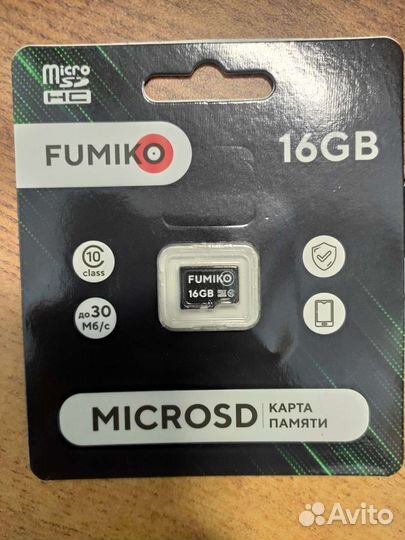 micro
SD
HC
FUMIKO
16GB
10
class
до 30
Мб/с
FUMIKO
16GB
MICROSD
КАРТА
ПАМЯТИ
Avito